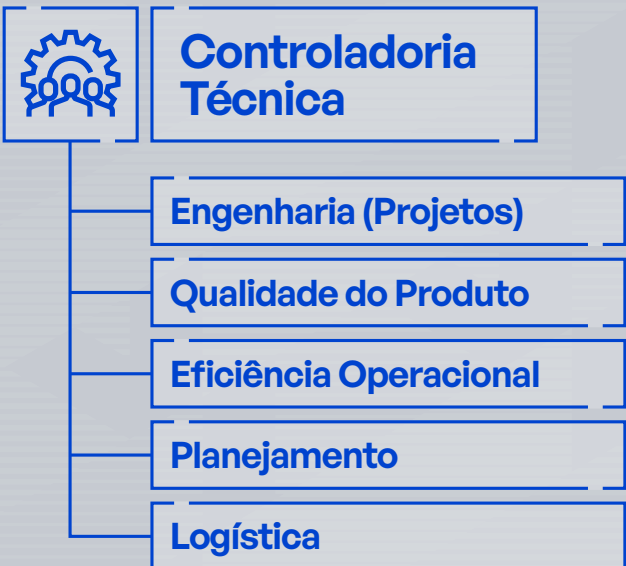 Controladoria
Técnica
Engenharia (Projetos)
Qualidade do Produto
Eficiência Operacional
Planejamento
Logística